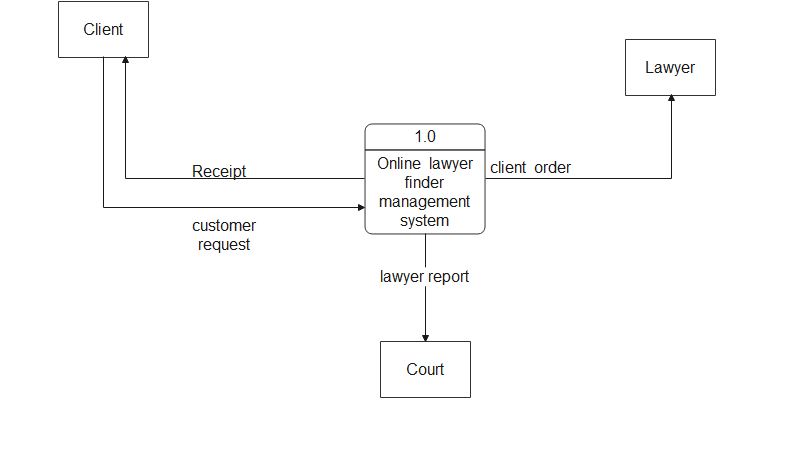 Client
Lawyer
1.0
Online lawyer
finder
management
system
Receipt
client order
customer
request
lawyer report
Court